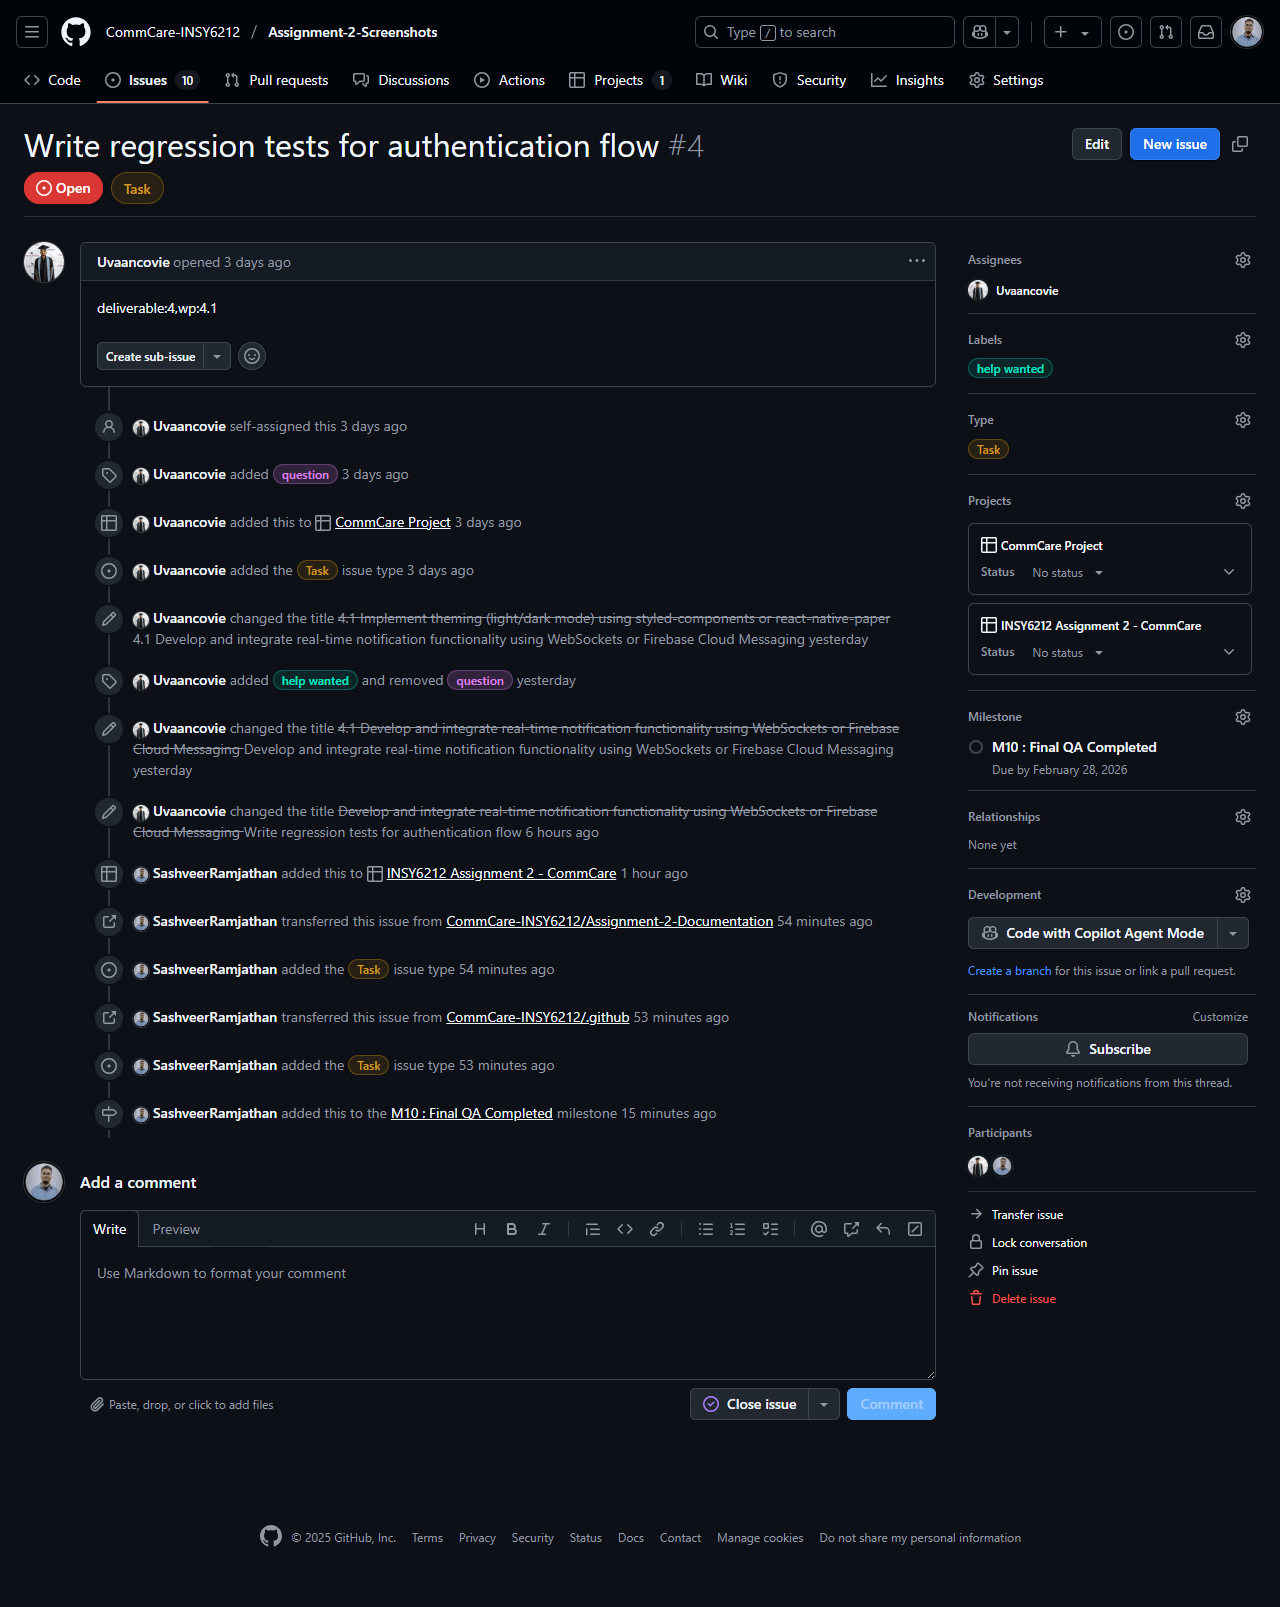 CommCare-INSY6212 / Assignment-2-Screenshots
Type / to search
Code
Issues 10
Pull requests
Discussions
Actions
Projects 1
Wiki
Security
Insights
Settings
Write regression tests for authentication flow #4
Edit
New issue
Open
Task
Uvaancovie opened 3 days ago
deliverable:4,wp:4.1
Create sub-issue
Uvaancovie self-assigned this 3 days ago
Uvaancovie added question 3 days ago
Uvaancovie added this to CommCare Project 3 days ago
Uvaancovie added the Task issue type 3 days ago
Uvaancovie changed the title 4.1 Implement theming (light/dark mode) using styled-components or react-native-paper
4.1 Develop and integrate real-time notification functionality using WebSockets or Firebase Cloud Messaging yesterday
Uvaancovie added help wanted and removed question yesterday
Uvaancovie changed the title 4.1 Develop and integrate real-time notification functionality using WebSockets or Firebase
Cloud Messaging Develop and integrate real-time notification functionality using WebSockets or Firebase Cloud Messaging
yesterday
Uvaancovie changed the title Develop and integrate real-time notification functionality using WebSockets or Firebase
Cloud Messaging Write regression tests for authentication flow 6 hours ago
SashveerRamjathan added this to INSY6212 Assignment 2 - CommCare 1 hour ago
SashveerRamjathan transferred this issue from CommCare-INSY6212/Assignment-2-Documentation 54 minutes ago
SashveerRamjathan added the Task issue type 54 minutes ago
SashveerRamjathan transferred this issue from CommCare-INSY6212/.github 53 minutes ago
SashveerRamjathan added the Task issue type 53 minutes ago
SashveerRamjathan added this to the M10 : Final QA Completed milestone 15 minutes ago
Add a comment
Write
Preview
Use Markdown to format your comment
Paste, drop, or click to add files
Close issue
Comment
Assignees
Uvaancovie
Labels
help wanted
Type
Task
Projects
CommCare Project
Status No status
INSY6212 Assignment 2 - CommCare
Status No status
Milestone
M10 : Final QA Completed
Due by February 28, 2026
Relationships
None yet
Development
Code with Copilot Agent Mode
Create a branch for this issue or link a pull request.
Notifications
Customize
Subscribe
You're not receiving notifications from this thread.
Participants
Transfer issue
Lock conversation
Pin issue
Delete issue
© 2025 GitHub, Inc.
Terms
Privacy
Security
Status
Docs
Contact
Manage cookies
Do not share my personal information